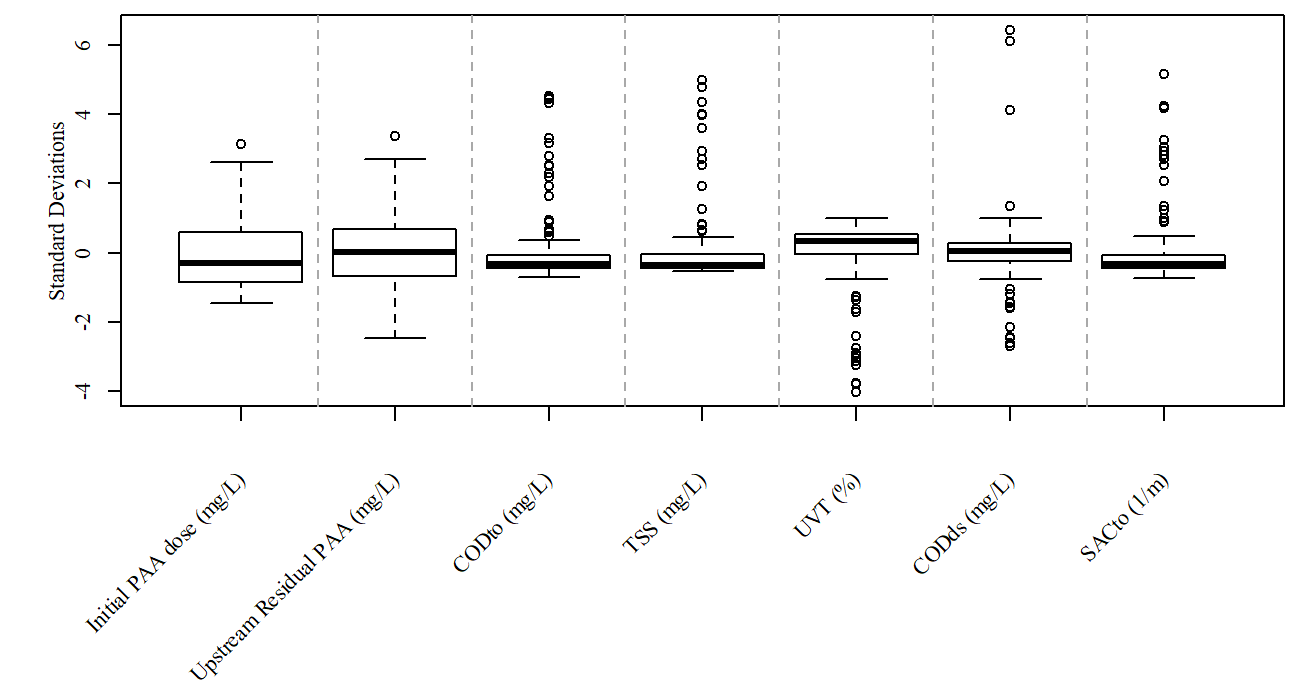 Standard Deviations
6
4
2
0
-2
-4
Initial PAA dose (mg/L)
Upstream Residual PAA (mg/L)
CODto (mg/L)
TSS (mg/L)
UVT (%)
CODds (mg/L)
SACto (1/m)